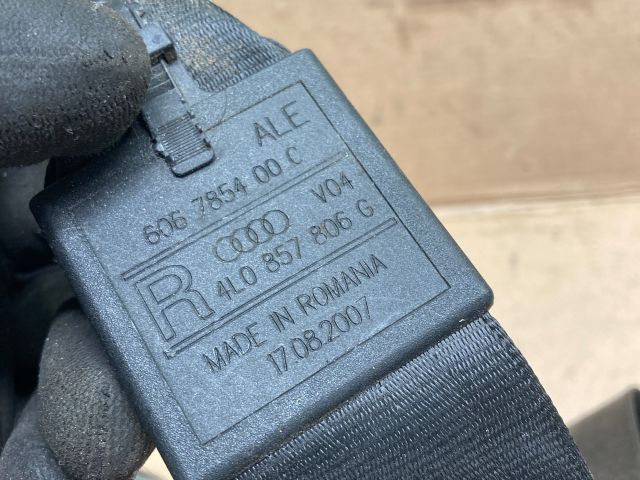 ALE
606 7854 00 C
V04
R 4L0 857 806 G
MADE IN ROMANIA
17.08.2007